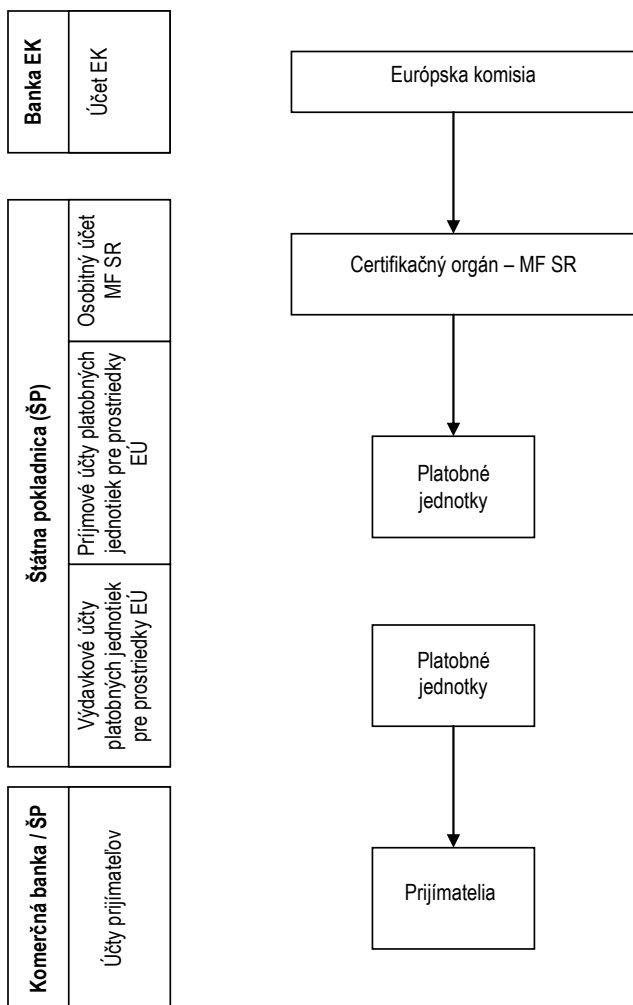 Banka EK
Účet EK
Európska komisia
Štátna pokladnica (ŠP)
Osobitný účet
MF SR
Certifikačný orgán – MF SR
Príjmové účty platobných
jednotiek pre prostriedky
EÚ
Platobné
jednotky
Výdavkové účty
platobných jednotiek
pre prostriedky EÚ
Platobné
jednotky
Komerčná banka / ŠP
Účty prijímateľov
Prijímatelia